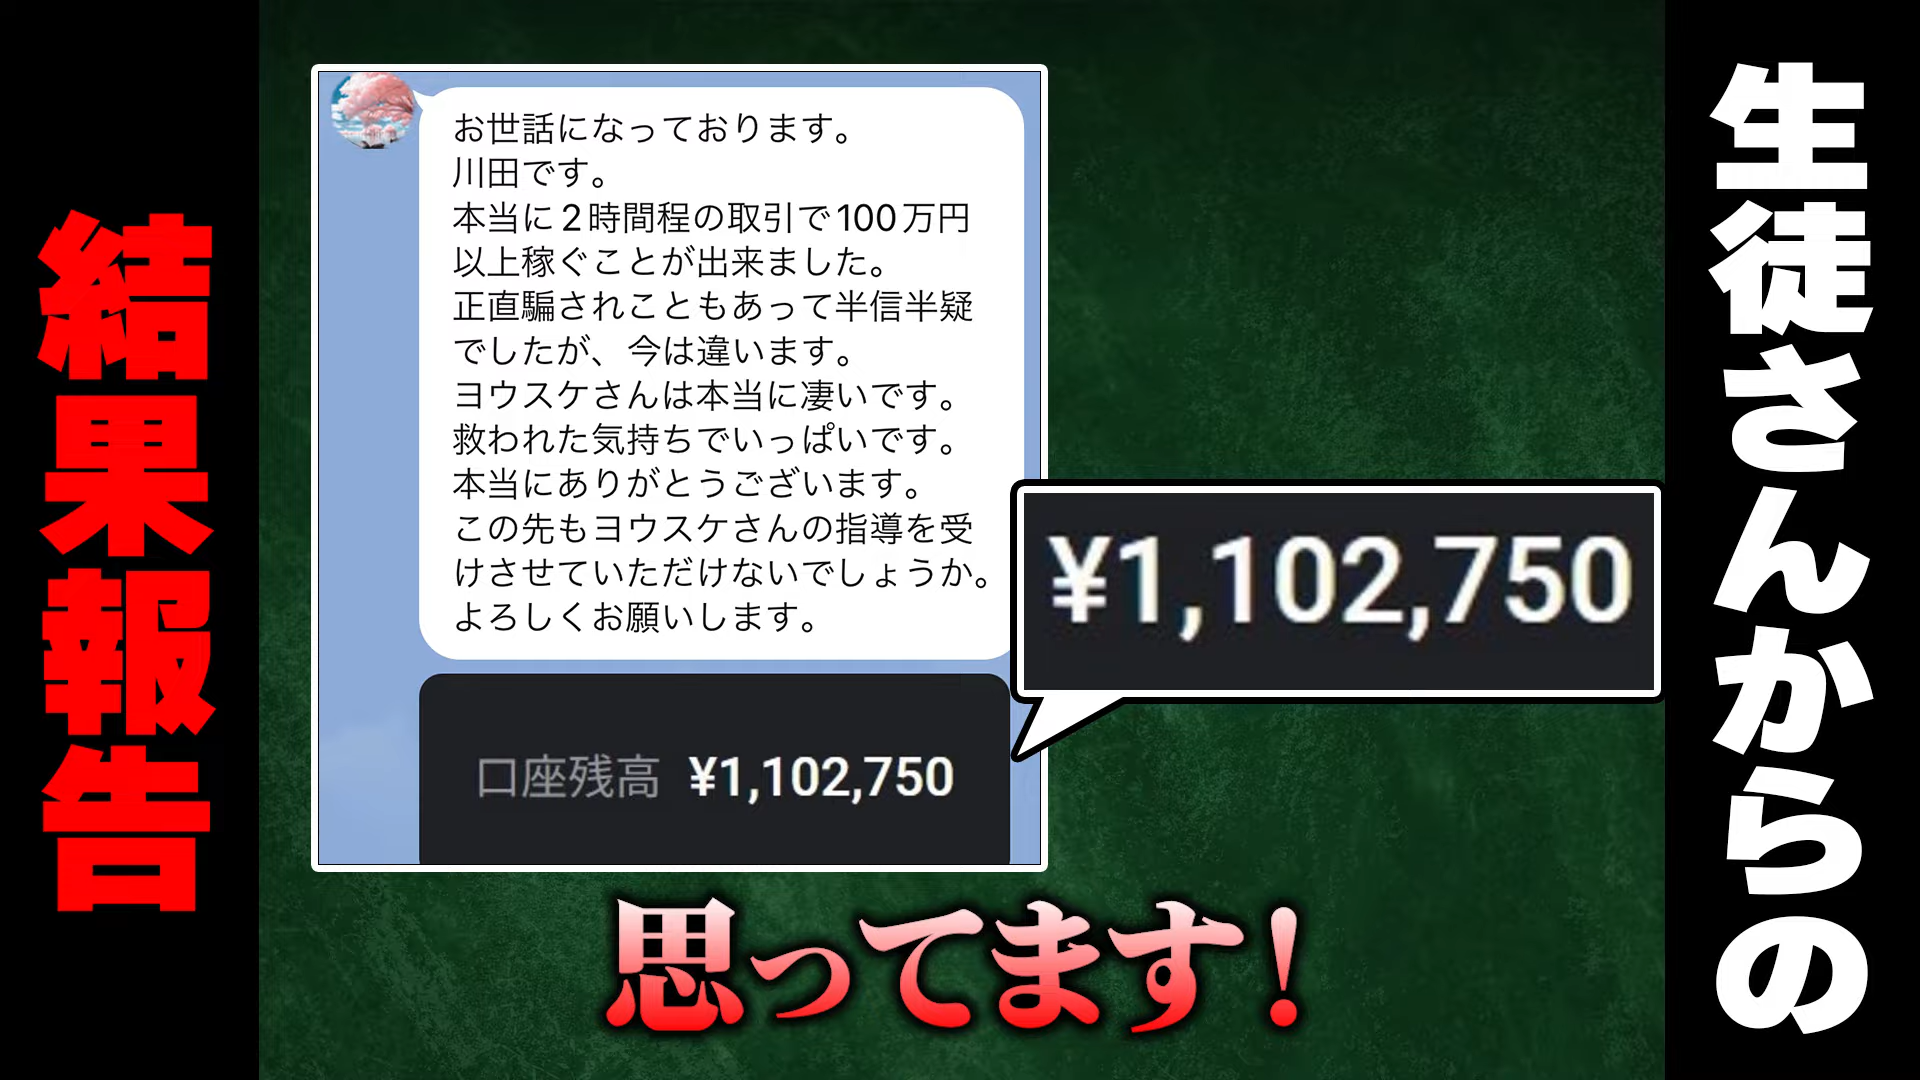 生徒さんからの
結果報告
お世話になっております。
川田です。
本当に2時間程の取引で100万円
以上稼ぐことが出来ました。
正直騙されこともあって半信半疑
でしたが、今は違います。
ヨウスケさんは本当に凄いです。
救われた気持ちでいっぱいです。
本当にありがとうございます。
この先もヨウスケさんの指導を受
けさせていただけないでしょうか。
よろしくお願いします。
口座残高 ¥1,102,750
¥1,102,750
思ってます!